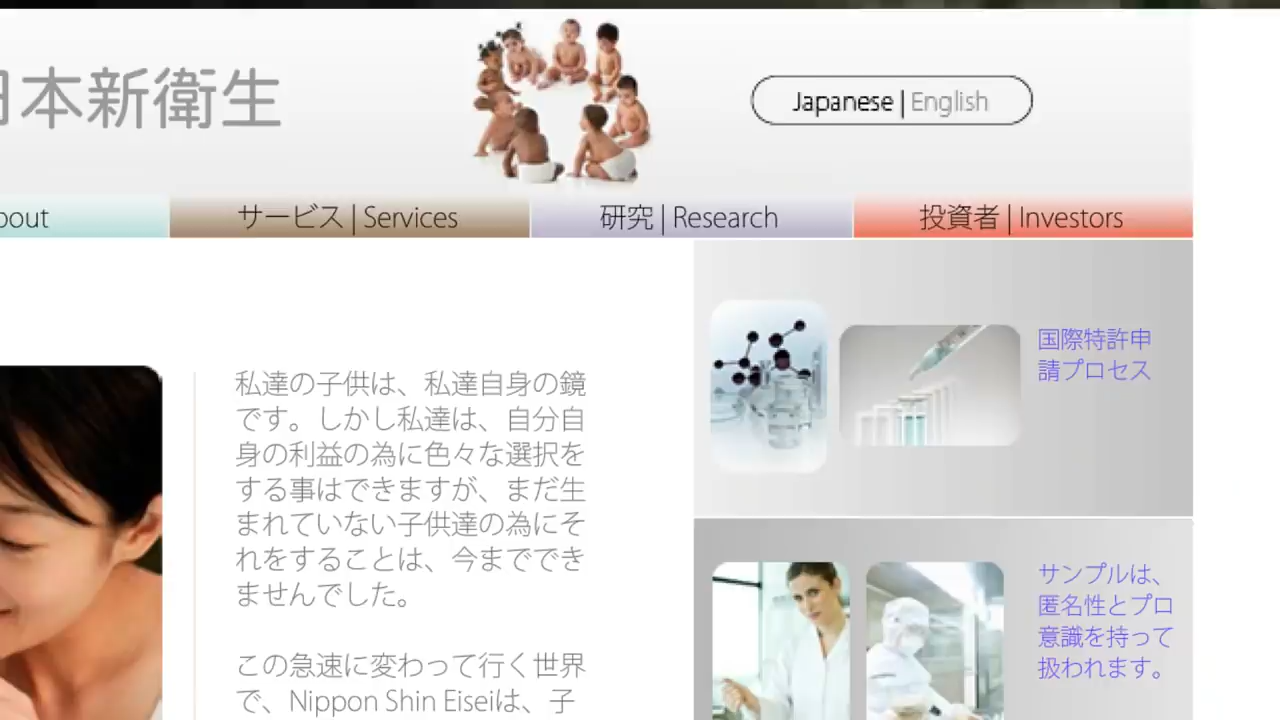 日本新衛生
Japanese | English
サービス | Services
研究 | Research
投資者 | Investors
私達の子供は、私達自身の鏡
です。しかし私達は、自分自
身の利益の為に色々な選択を
する事はできますが、まだ生
まれていない子供達の為にそ
れをすることは、今までできま
せんでした。
この急速に変わって行く世界
で、Nippon Shin Eiseiは、子
国際特許申
請プロセス
サンプルは、
匿名性とプロ
意識を持って
扱われます。